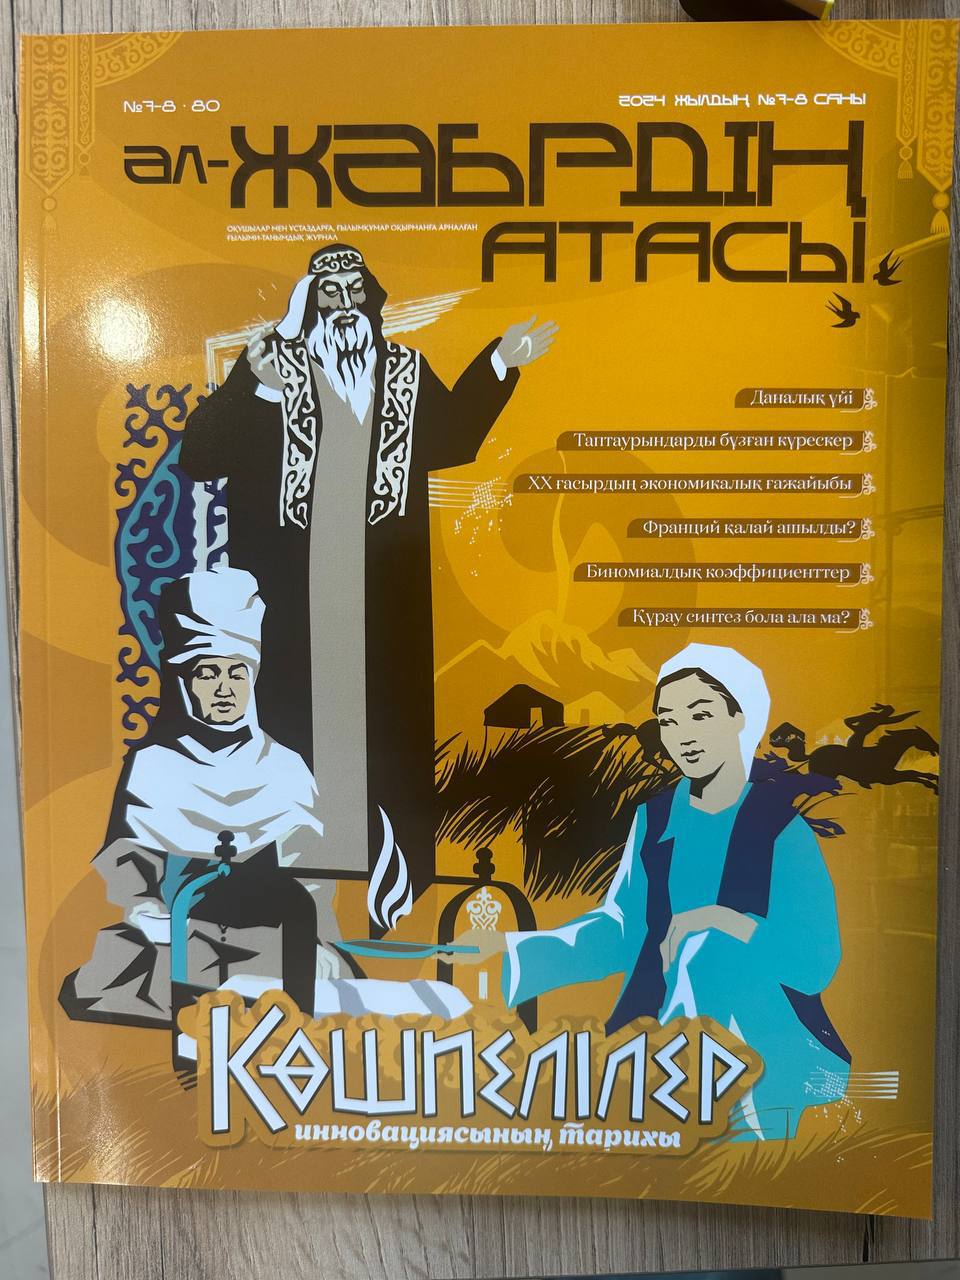 №7-8 · 80
2024 ЖЫЛДЫҢ №7-8 САНЫ
әл-ЖӘБРДІҢ
АТАСЫ
ОҚУШЫЛАР МЕН ҰСТАЗДАРҒА, ҒЫЛЫМҚҰМАР ОҚЫРМАНҒА АРНАЛҒАН
ҒЫЛЫМИ-ТАНЫМДЫҚ ЖУРНАЛ
Даналық үйі
Таптаурындарды бұзған күрескер
ХХ ғасырдың экономикалық ғажайыбы
Франций қалай ашылды?
Биномиалдық коэффициенттер
Құрау синтез бола ала ма?
Көшпелілер
инновациясының тарихы